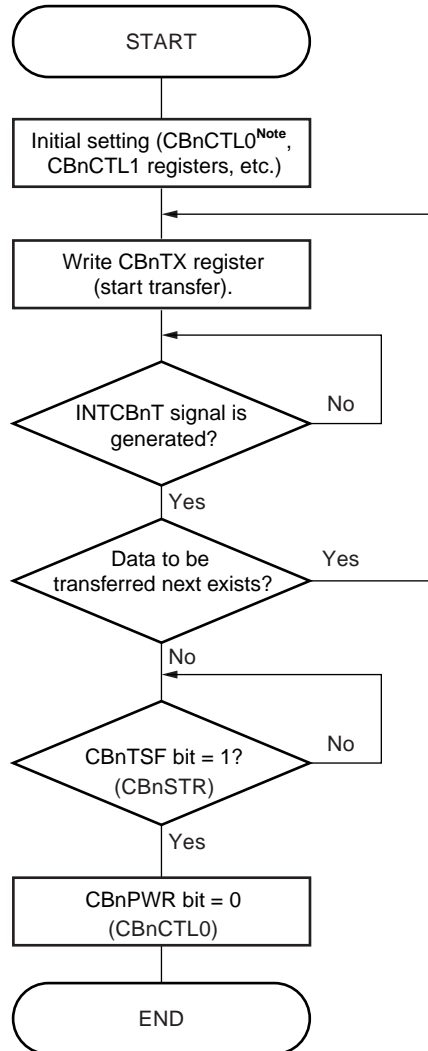 START
Initial setting (CBnCTL0Note,
CBnCTL1 registers, etc.)
Write CBnTX register
(start transfer).
INTCBnT signal is
generated?
No
Yes
Data to be
transferred next exists?
Yes
No
CBnTSF bit = 1?
(CBnSTR)
No
Yes
CBnPWR bit = 0
(CBnCTL0)
END